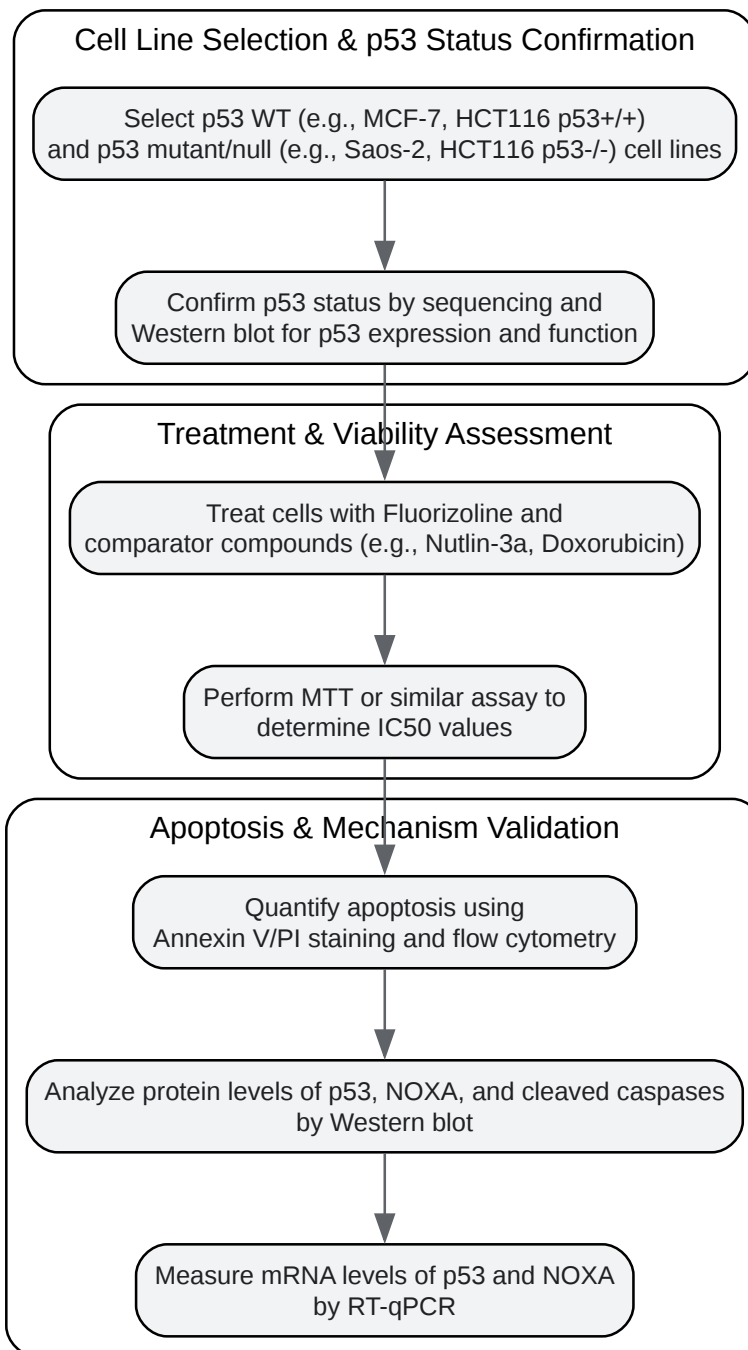 Cell Line Selection & p53 Status Confirmation
Select p53 WT (e.g., MCF-7, HCT116 p53+/+)
and p53 mutant/null (e.g., Saos-2, HCT116 p53-/-) cell lines
Confirm p53 status by sequencing and
Western blot for p53 expression and function
Treatment & Viability Assessment
Treat cells with Fluorizoline and
comparator compounds (e.g., Nutlin-3a, Doxorubicin)
Perform MTT or similar assay to
determine IC50 values
Apoptosis & Mechanism Validation
Quantify apoptosis using
Annexin V/PI staining and flow cytometry
Analyze protein levels of p53, NOXA, and cleaved caspases
by Western blot
Measure mRNA levels of p53 and NOXA
by RT-qPCR